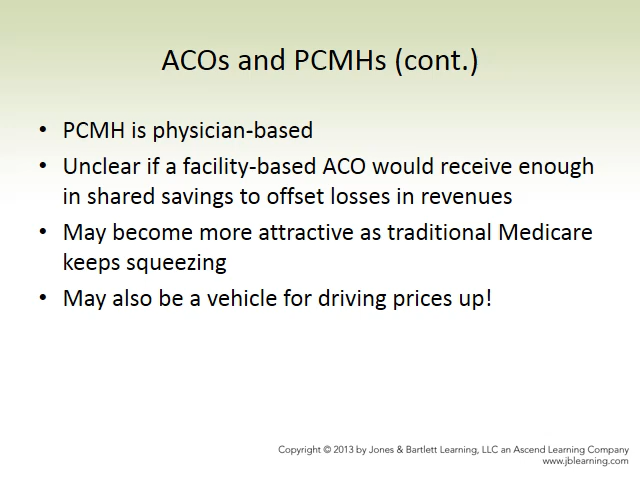 ACOs and PCMHs (cont.)
• PCMH is physician-based
• Unclear if a facility-based ACO would receive enough
in shared savings to offset losses in revenues
• May become more attractive as traditional Medicare
keeps squeezing
• May also be a vehicle for driving prices up!
Copyright © 2013 by Jones & Bartlett Learning, LLC an Ascend Learning Company
www.jblearning.com